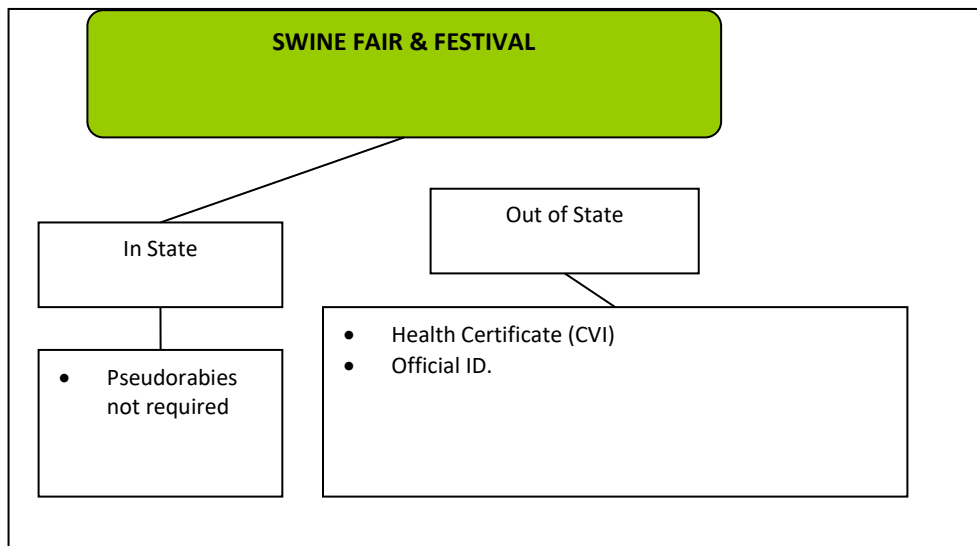 SWINE FAIR & FESTIVAL
In State
Out of State
• Pseudorabies
not required
• Health Certificate (CVI)
• Official ID.